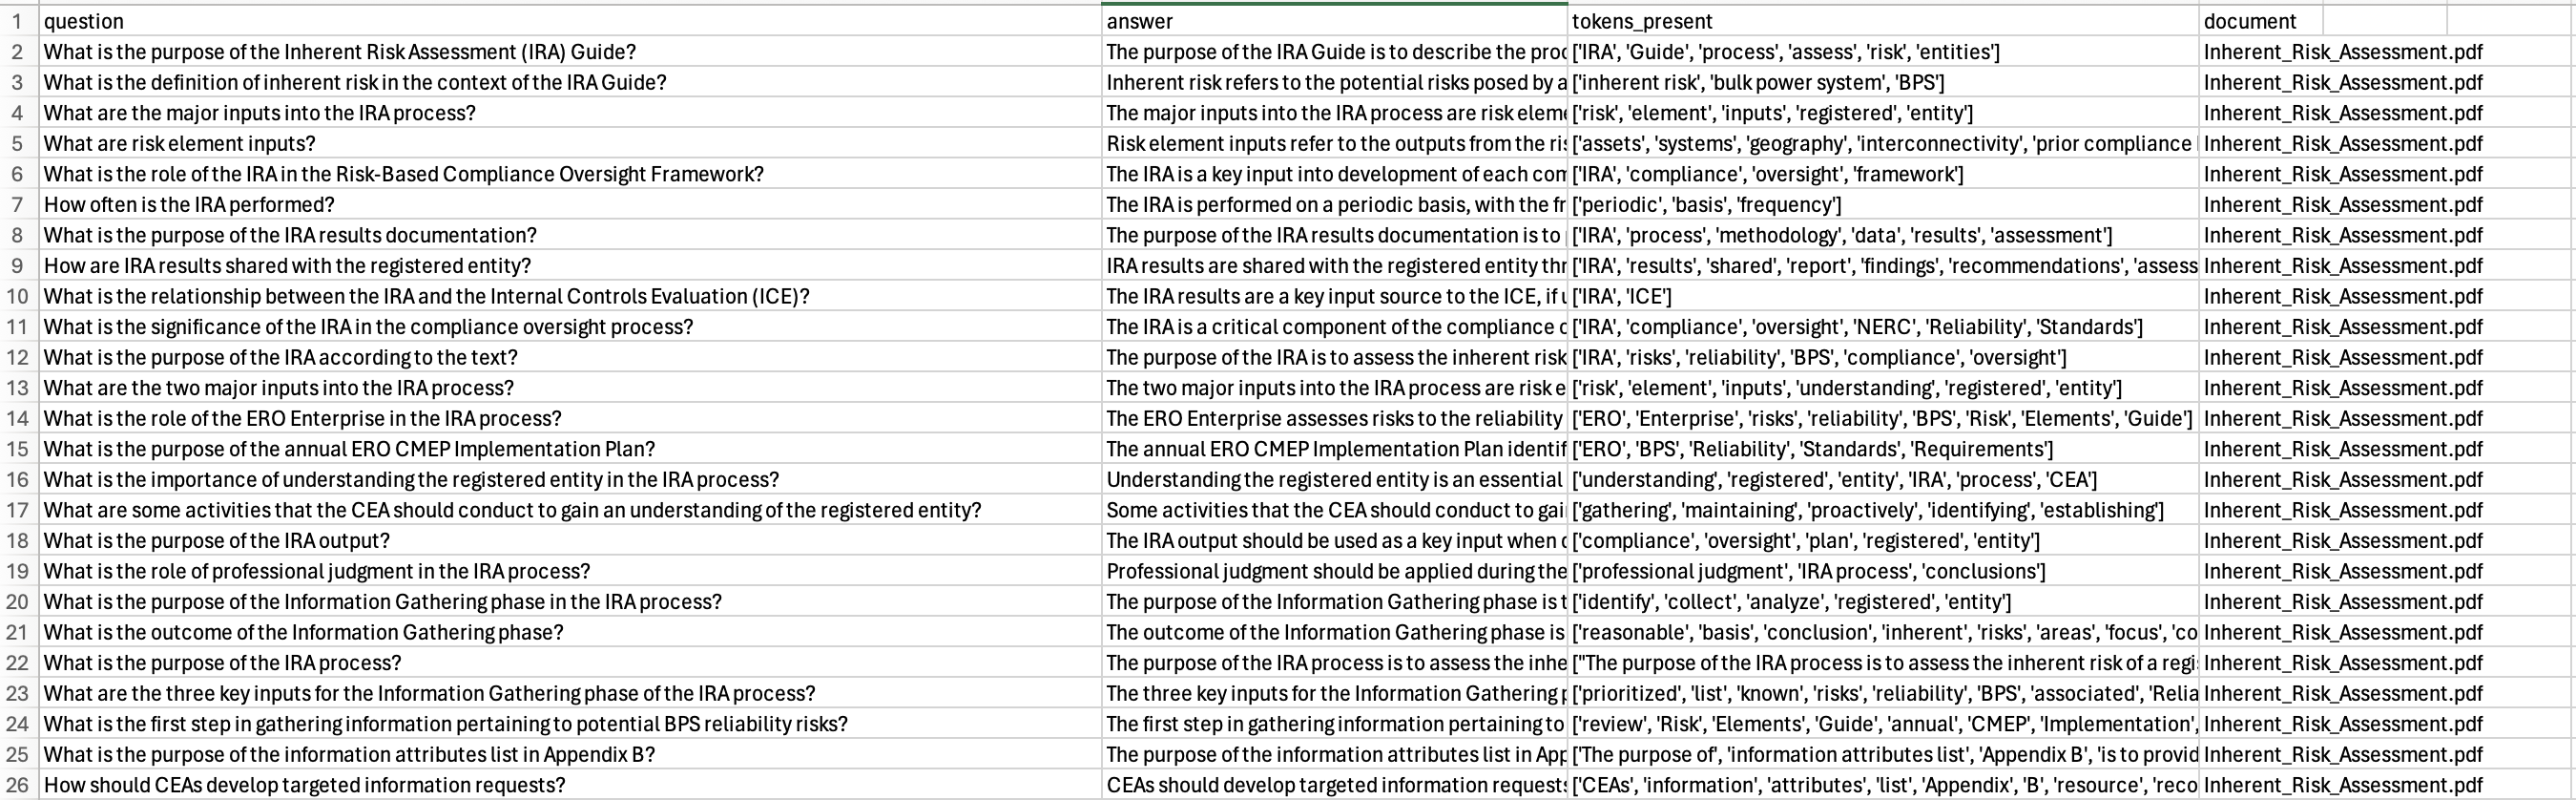 1 question answer tokens_present document
2 What is the purpose of the Inherent Risk Assessment (IRA) Guide? The purpose of the IRA Guide is to describe the proc ['IRA', 'Guide', 'process', 'assess', 'risk', 'entities'] Inherent_Risk_Assessment.pdf
3 What is the definition of inherent risk in the context of the IRA Guide? Inherent risk refers to the potential risks posed by a ['inherent risk', 'bulk power system', 'BPS'] Inherent_Risk_Assessment.pdf
4 What are the major inputs into the IRA process? The major inputs into the IRA process are risk eleme ['risk', 'element', 'inputs', 'registered', 'entity'] Inherent_Risk_Assessment.pdf
5 What are risk element inputs? Risk element inputs refer to the outputs from the ris ['assets', 'systems', 'geography', 'interconnectivity', 'prior compliance Inherent_Risk_Assessment.pdf
6 What is the role of the IRA in the Risk-Based Compliance Oversight Framework? The IRA is a key input into development of each com ['IRA', 'compliance', 'oversight', 'framework'] Inherent_Risk_Assessment.pdf
7 How often is the IRA performed? The IRA is performed on a periodic basis, with the fr ['periodic', 'basis', 'frequency'] Inherent_Risk_Assessment.pdf
8 What is the purpose of the IRA results documentation? The purpose of the IRA results documentation is to ['IRA', 'process', 'methodology', 'data', 'results', 'assessment'] Inherent_Risk_Assessment.pdf
9 How are IRA results shared with the registered entity? IRA results are shared with the registered entity thr ['IRA', 'results', 'shared', 'report', 'findings', 'recommendations', 'assess Inherent_Risk_Assessment.pdf
10 What is the relationship between the IRA and the Internal Controls Evaluation (ICE)? The IRA results are a key input source to the ICE, if u ['IRA', 'ICE'] Inherent_Risk_Assessment.pdf
11 What is the significance of the IRA in the compliance oversight process? The IRA is a critical component of the compliance o ['IRA', 'compliance', 'oversight', 'NERC', 'Reliability', 'Standards'] Inherent_Risk_Assessment.pdf
12 What is the purpose of the IRA according to the text? The purpose of the IRA is to assess the inherent risk ['IRA', 'risks', 'reliability', 'BPS', 'compliance', 'oversight'] Inherent_Risk_Assessment.pdf
13 What are the two major inputs into the IRA process? The two major inputs into the IRA process are risk e ['risk', 'element', 'inputs', 'understanding', 'registered', 'entity'] Inherent_Risk_Assessment.pdf
14 What is the role of the ERO Enterprise in the IRA process? The ERO Enterprise assesses risks to the reliability ['ERO', 'Enterprise', 'risks', 'reliability', 'BPS', 'Risk', 'Elements', 'Guide'] Inherent_Risk_Assessment.pdf
15 What is the purpose of the annual ERO CMEP Implementation Plan? The annual ERO CMEP Implementation Plan identif ['ERO', 'BPS', 'Reliability', 'Standards', 'Requirements'] Inherent_Risk_Assessment.pdf
16 What is the importance of understanding the registered entity in the IRA process? Understanding the registered entity is an essential ['understanding', 'registered', 'entity', 'IRA', 'process', 'CEA'] Inherent_Risk_Assessment.pdf
17 What are some activities that the CEA should conduct to gain an understanding of the registered entity? Some activities that the CEA should conduct to gai ['gathering', 'maintaining', 'proactively', 'identifying', 'establishing'] Inherent_Risk_Assessment.pdf
18 What is the purpose of the IRA output? The IRA output should be used as a key input when d ['compliance', 'oversight', 'plan', 'registered', 'entity'] Inherent_Risk_Assessment.pdf
19 What is the role of professional judgment in the IRA process? Professional judgment should be applied during the ['professional judgment', 'IRA process', 'conclusions'] Inherent_Risk_Assessment.pdf
20 What is the purpose of the Information Gathering phase in the IRA process? The purpose of the Information Gathering phase is t ['identify', 'collect', 'analyze', 'registered', 'entity'] Inherent_Risk_Assessment.pdf
21 What is the outcome of the Information Gathering phase? The outcome of the Information Gathering phase is ['reasonable', 'basis', 'conclusion', 'inherent', 'risks', 'areas', 'focus', 'co Inherent_Risk_Assessment.pdf
22 What is the purpose of the IRA process? The purpose of the IRA process is to assess the inhe ["The purpose of the IRA process is to assess the inherent risk of a regi Inherent_Risk_Assessment.pdf
23 What are the three key inputs for the Information Gathering phase of the IRA process? The three key inputs for the Information Gathering p ['prioritized', 'list', 'known', 'risks', 'reliability', 'BPS', 'associated', 'Relia Inherent_Risk_Assessment.pdf
24 What is the first step in gathering information pertaining to potential BPS reliability risks? The first step in gathering information pertaining to ['review', 'Risk', 'Elements', 'Guide', 'annual', 'CMEP', 'Implementation', Inherent_Risk_Assessment.pdf
25 What is the purpose of the information attributes list in Appendix B? The purpose of the information attributes list in App ['The purpose of', 'information attributes list', 'Appendix B', 'is to provid Inherent_Risk_Assessment.pdf
26 How should CEAs develop targeted information requests? CEAs should develop targeted information requests ['CEAs', 'information', 'attributes', 'list', 'Appendix', 'B', 'resource', 'reco Inherent_Risk_Assessment.pdf